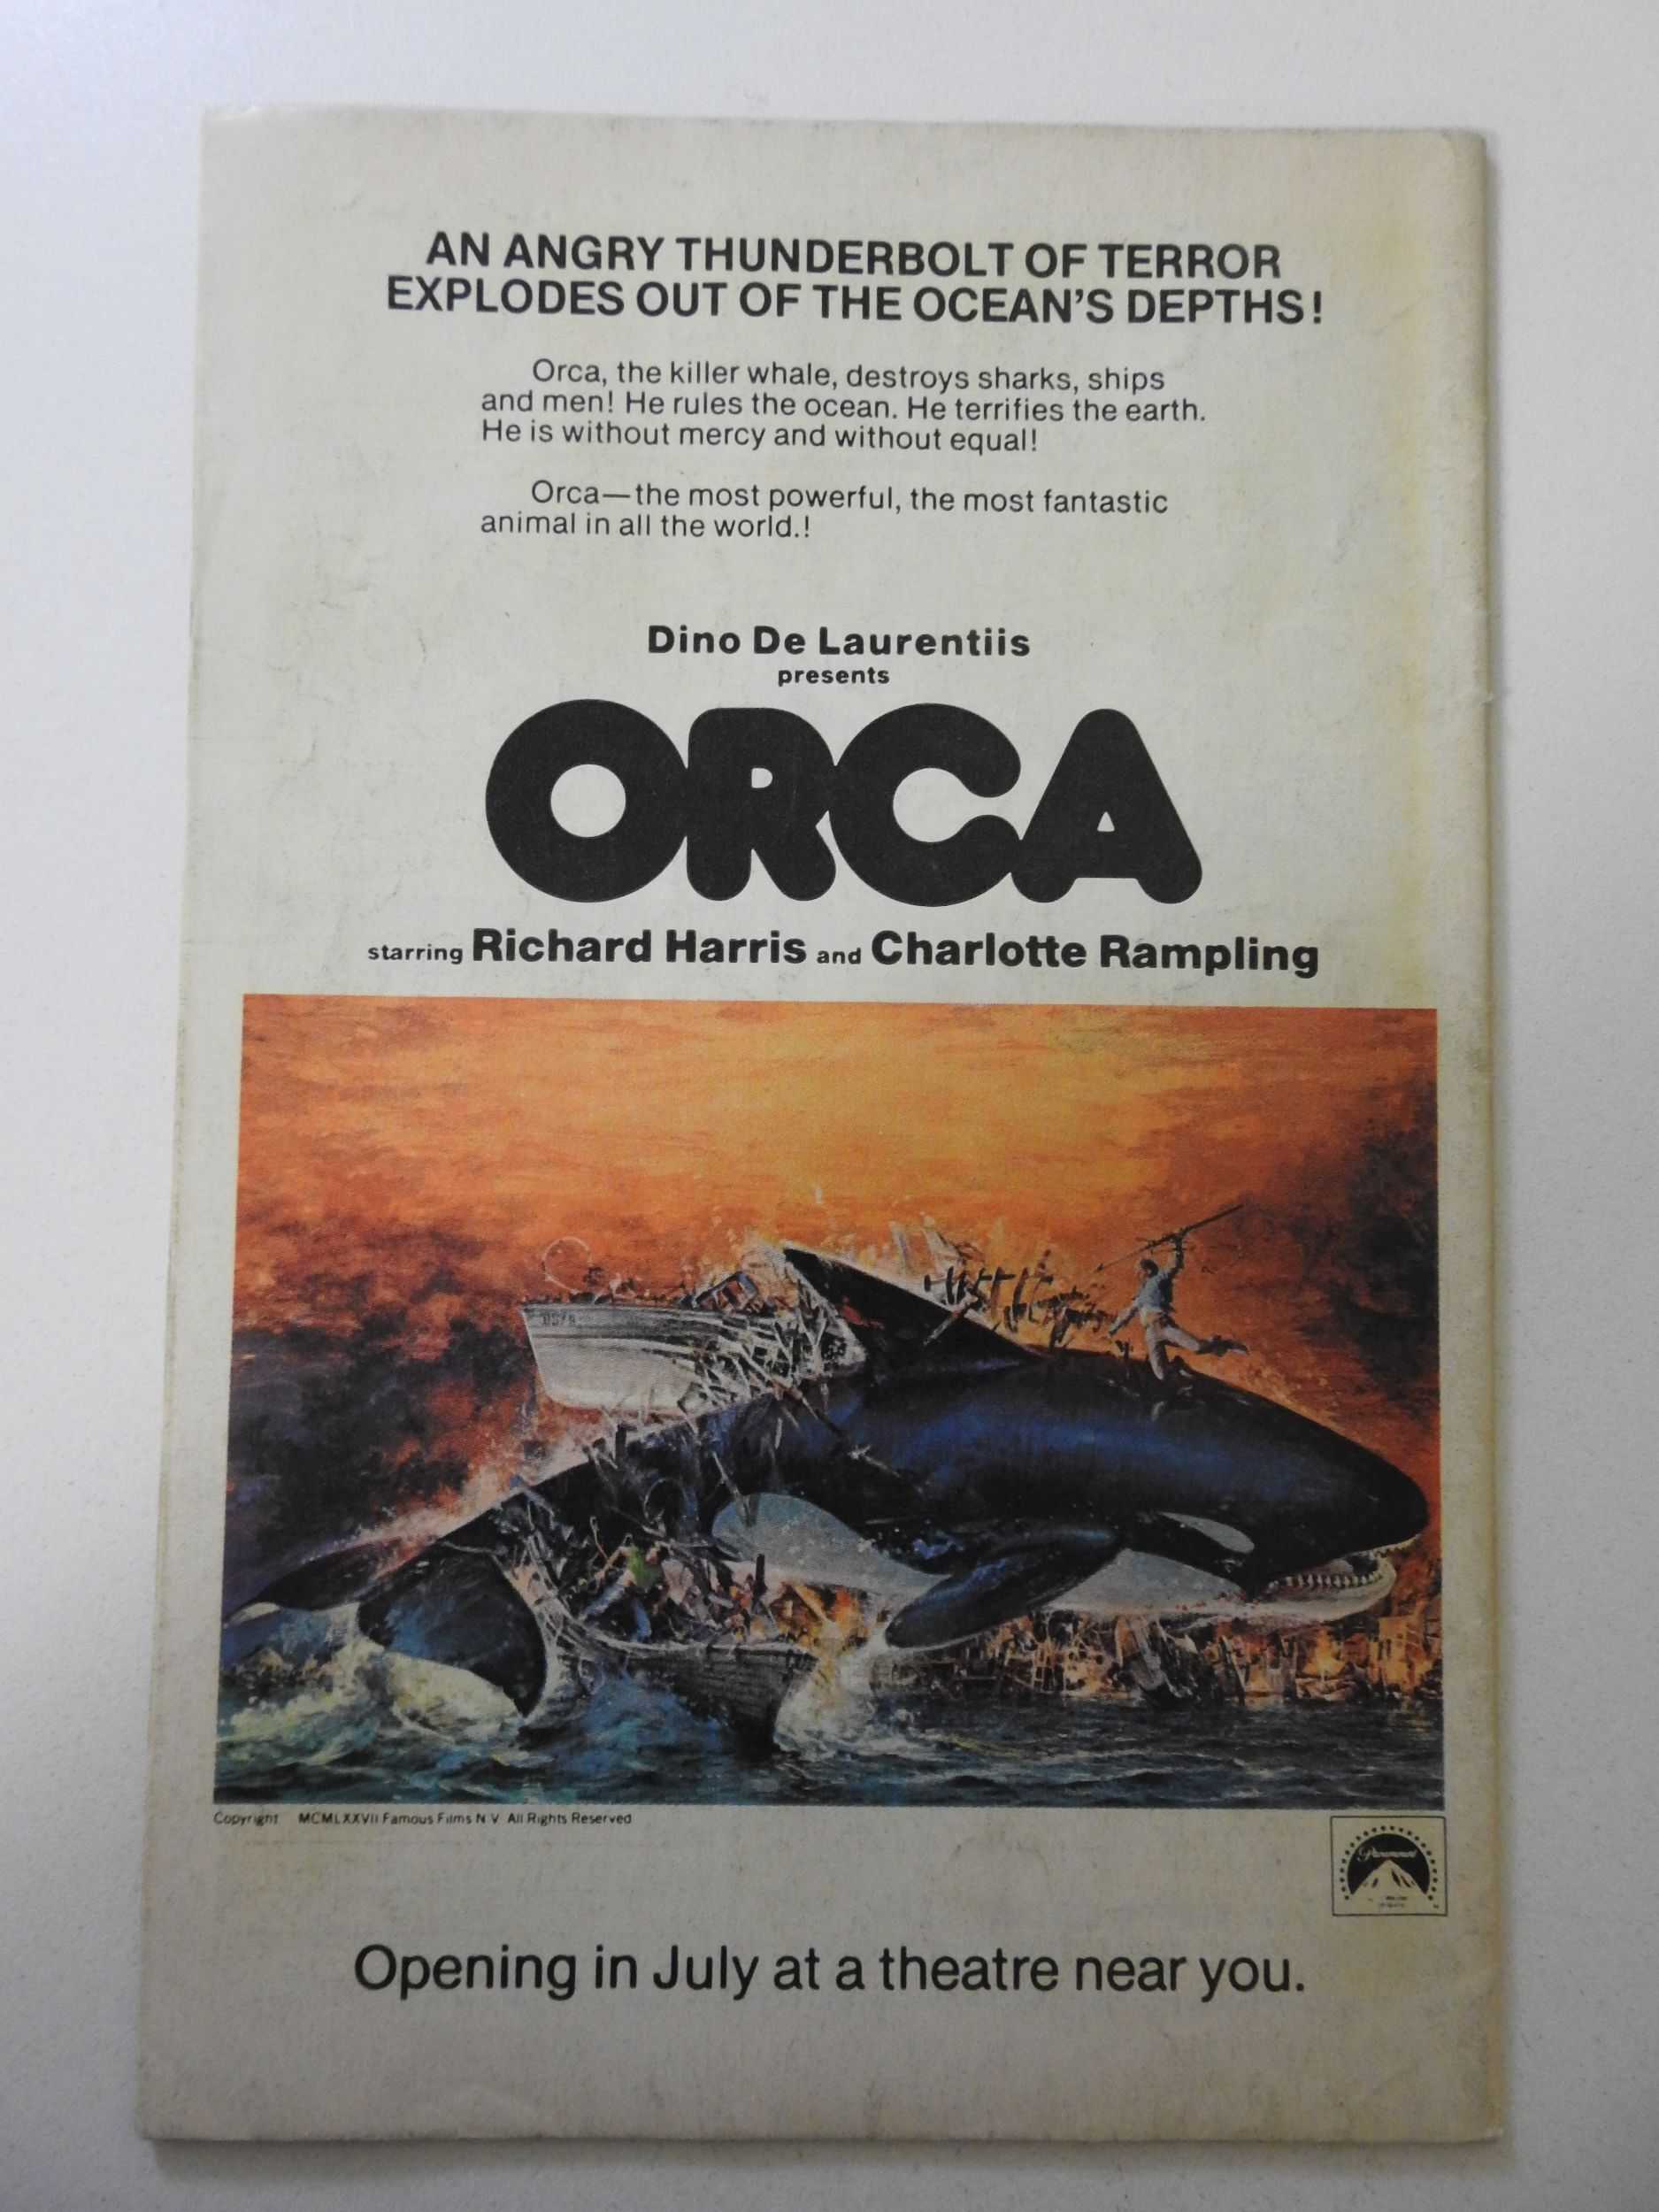 AN ANGRY THUNDERBOLT OF TERROR
EXPLODES OUT OF THE OCEAN'S DEPTHS!
Orca, the killer whale, destroys sharks, ships
and men! He rules the ocean. He terrifies the earth.
He is without mercy and without equal!
Orca—the most powerful, the most fantastic
animal in all the world.!
Dino De Laurentiis
presents
ORCA
starring Richard Harris and Charlotte Rampling
Copyright MCMLXXVII Famous Films N V All Rights Reserved
Paramount
Opening in July at a theatre near you.